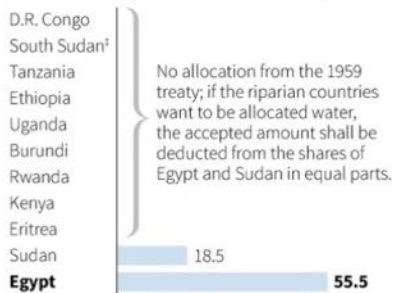 D.R. Congo
South Sudan‡
Tanzania
Ethiopia
Uganda
Burundi
Rwanda
Kenya
Eritrea
No allocation from the 1959
treaty; if the riparian countries
want to be allocated water,
the accepted amount shall be
deducted from the shares of
Egypt and Sudan in equal parts.
Sudan 18.5
Egypt 55.5